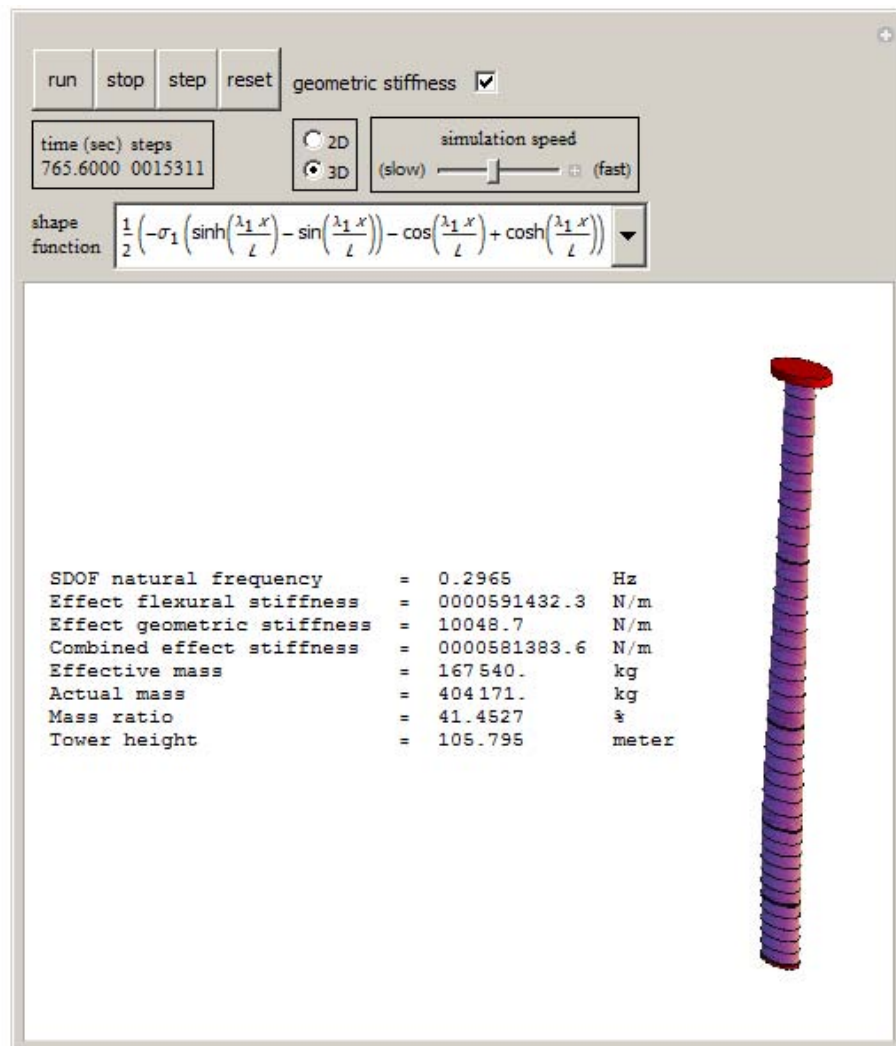 run stop step reset geometric stiffness
time (sec) steps
765.6000 0015311
2D
3D
simulation speed
(slow) (fast)
shape
function
1/2 (-σ₁ (sinh(λ₁ x/L) - sin(λ₁ x/L)) - cos(λ₁ x/L) + cosh(λ₁ x/L))
SDOF natural frequency = 0.2965 Hz
Effect flexural stiffness = 0000591432.3 N/m
Effect geometric stiffness = 10048.7 N/m
Combined effect stiffness = 0000581383.6 N/m
Effective mass = 167540. kg
Actual mass = 404171. kg
Mass ratio = 41.4527 %
Tower height = 105.795 meter